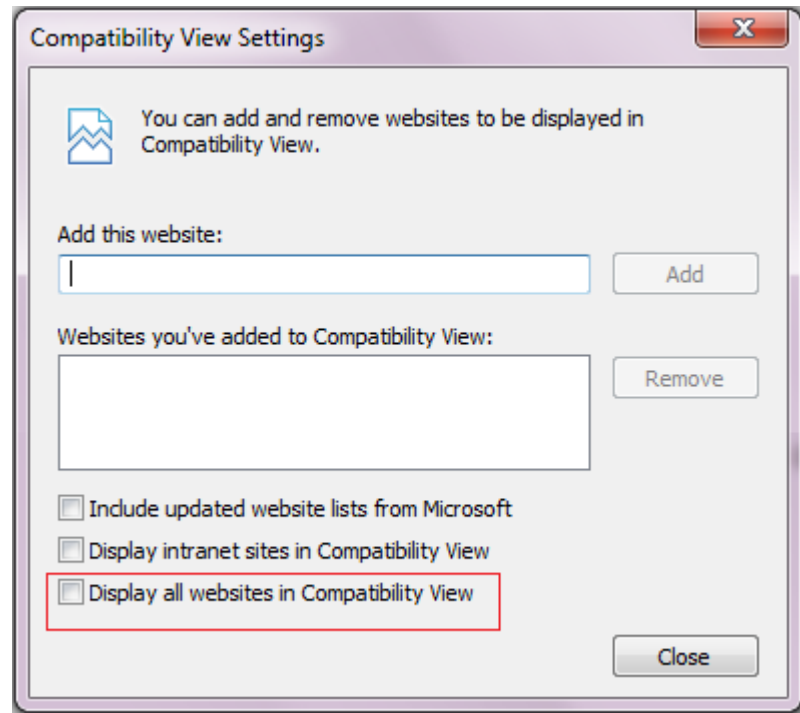 Compatibility View Settings
You can add and remove websites to be displayed in
Compatibility View.
Add this website:
Add
Websites you've added to Compatibility View:
Remove
Include updated website lists from Microsoft
Display intranet sites in Compatibility View
Display all websites in Compatibility View
Close